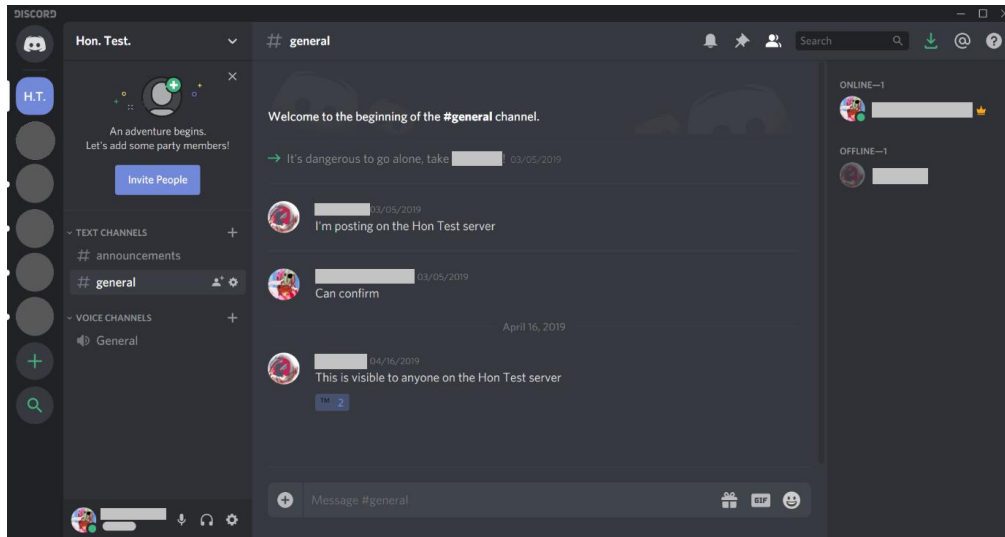 DISCORD
Hon. Test.
# general
Search
H.T.
An adventure begins.
Let's add some party members!
Invite People
TEXT CHANNELS
# announcements
# general
VOICE CHANNELS
General
Welcome to the beginning of the #general channel.
It's dangerous to go alone, take ! 03/05/2019
03/05/2019
I'm posting on the Hon Test server
03/05/2019
Can confirm
April 16, 2019
04/16/2019
This is visible to anyone on the Hon Test server
™ 2
Message #general
GIF
ONLINE—1
OFFLINE—1